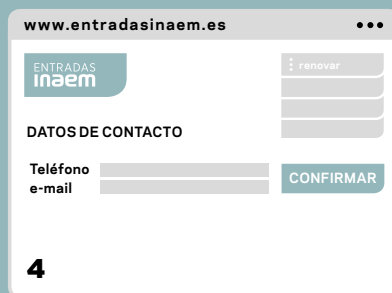 www.entradasinaem.es
ENTRADAS
inaem
renovar
DATOS DE CONTACTO
Teléfono
e-mail
CONFIRMAR
4